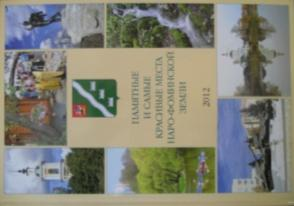 ПАМЯТНЫЕ
И САМЫЕ
КРАСИВЫЕ МЕСТА
НАРО-ФОМИНСКОЙ
ЗЕМЛИ
2012